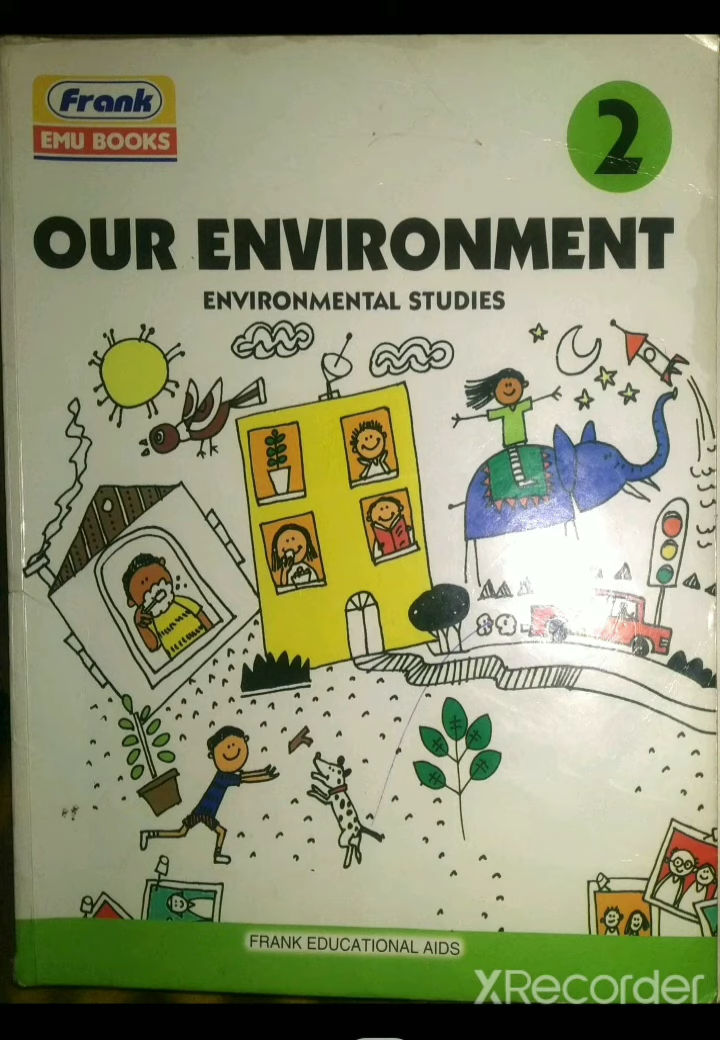 Frank
EMU BOOKS
2
OUR ENVIRONMENT
ENVIRONMENTAL STUDIES
FRANK EDUCATIONAL AIDS
XRecorder